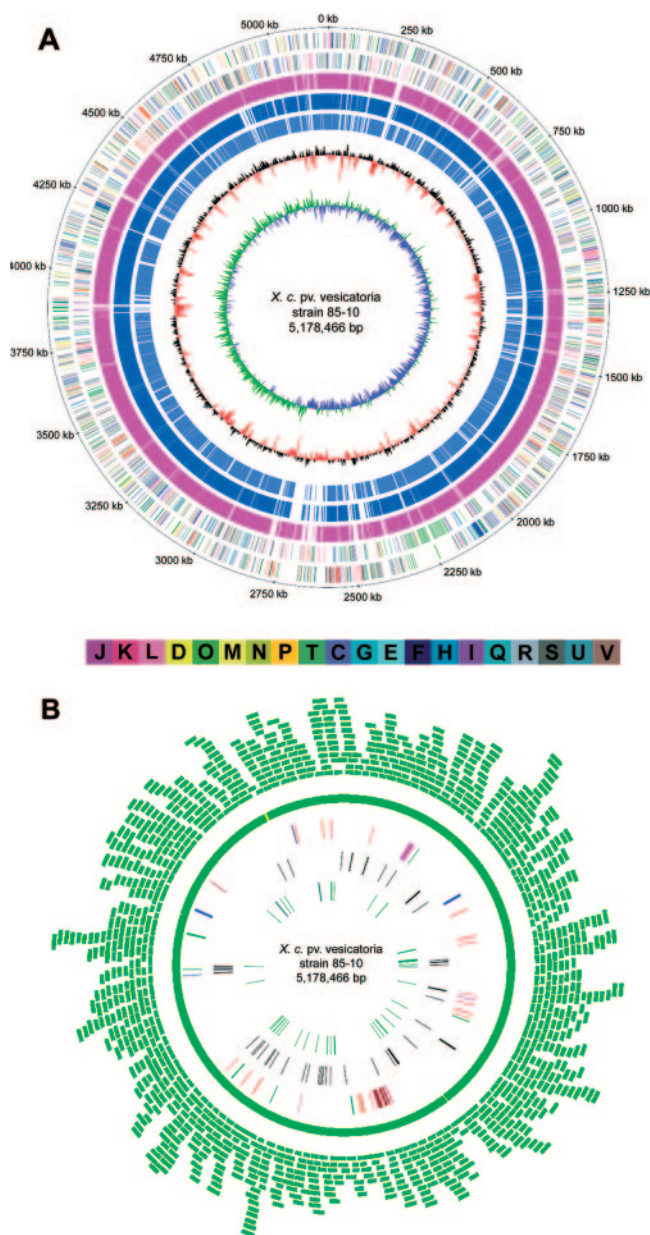 A
0 kb
250 kb
500 kb
750 kb
1000 kb
1250 kb
1500 kb
1750 kb
2000 kb
2250 kb
2500 kb
2750 kb
3000 kb
3250 kb
3500 kb
3750 kb
4000 kb
4250 kb
4500 kb
4750 kb
5000 kb
X. c. pv. vesicatoria
strain 85-10
5,178,466 bp
J K L D O M N P T C G E F H I Q R S U V
B
X. c. pv. vesicatoria
strain 85-10
5,178,466 bp